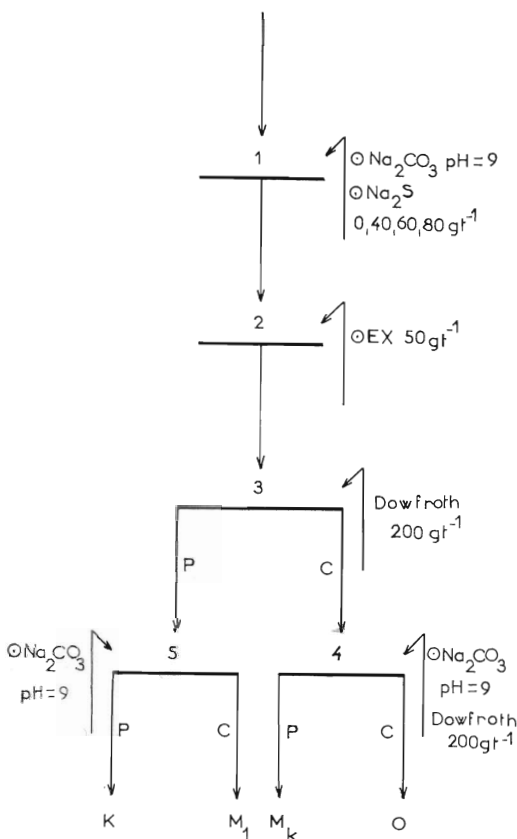 1
⊙Na₂CO₃ pH=9
⊙Na₂S
0,40,60,80 gt⁻¹
2
⊙EX 50gt⁻¹
3
Dowfroth
200 gt⁻¹
P
C
⊙Na₂CO₃
pH=9
5
4
⊙Na₂CO₃
pH=9
Dowfroth
200gt⁻¹
P
C
P
C
K
M₁
Mₖ
O